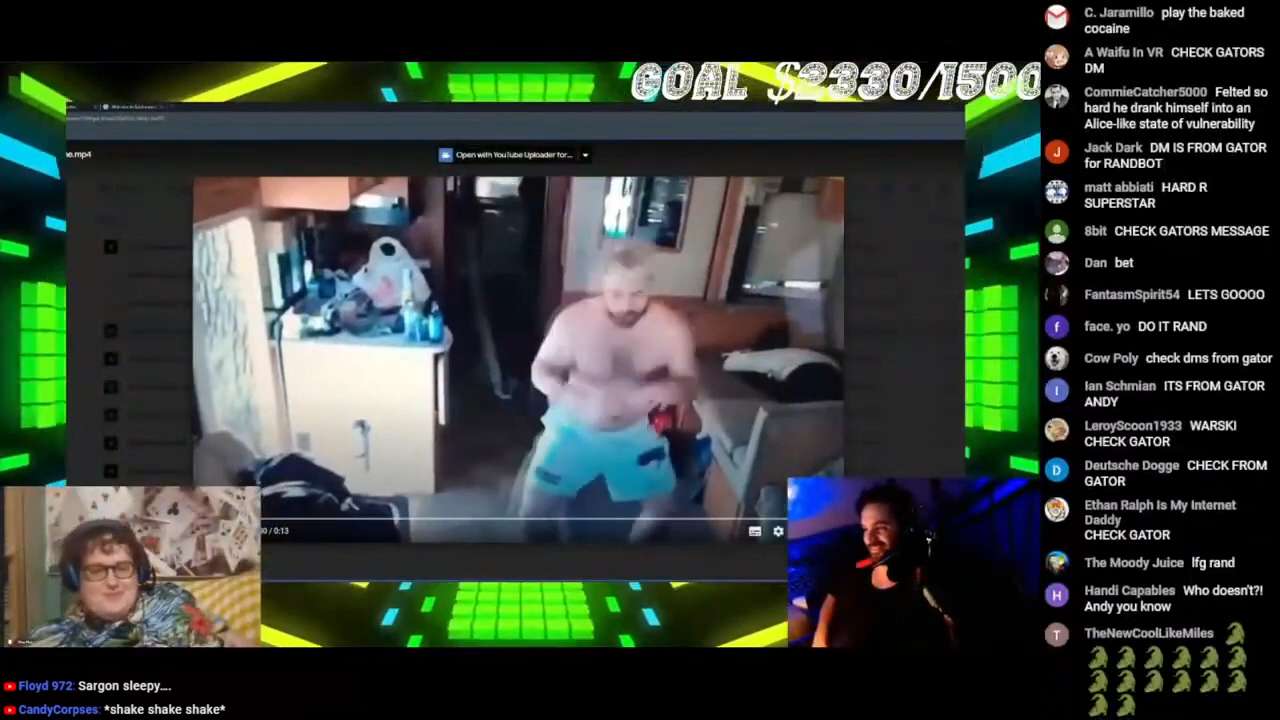 GOAL $2330/1500
e.mp4
Open with YouTube Uploader for...
0 / 0:13
C. Jaramillo play the baked
cocaine
A Waifu In VR CHECK GATORS
DM
CommieCatcher5000 Felted so
hard he drank himself into an
Alice-like state of vulnerability
Jack Dark DM IS FROM GATOR
for RANDBOT
matt abbiati HARD R
SUPERSTAR
8bit CHECK GATORS MESSAGE
Dan bet
FantasmSpirit54 LETS GOOOO
face. yo DO IT RAND
Cow Poly check dms from gator
Ian Schmian ITS FROM GATOR
ANDY
LeroyScoon1933 WARSKI
CHECK GATOR
Deutsche Dogge CHECK FROM
GATOR
Ethan Ralph Is My Internet
Daddy
CHECK GATOR
The Moody Juice lfg rand
Handi Capables Who doesn't?!
Andy you know
TheNewCoolLikeMiles
Floyd 972: Sargon sleepy....
CandyCorpses: *shake shake shake*